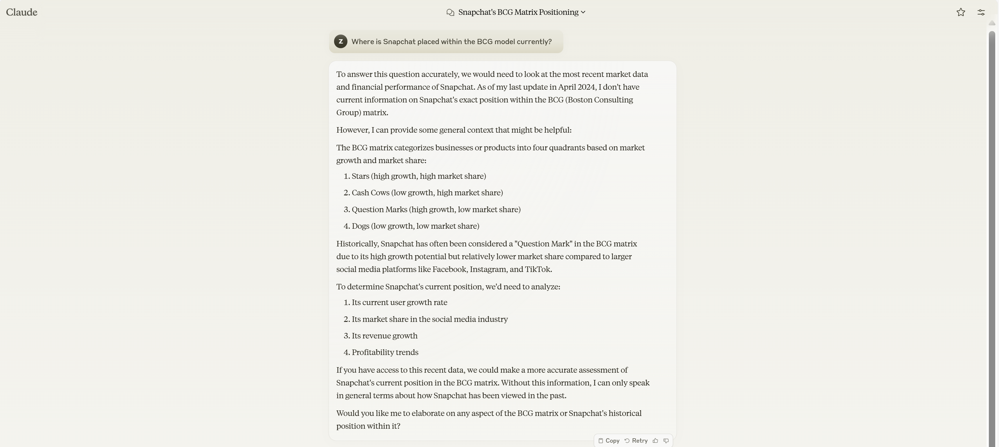 Claude
Snapchat's BCG Matrix Positioning
Z
Where is Snapchat placed within the BCG model currently?
To answer this question accurately, we would need to look at the most recent market data
and financial performance of Snapchat. As of my last update in April 2024, I don't have
current information on Snapchat's exact position within the BCG (Boston Consulting
Group) matrix.
However, I can provide some general context that might be helpful:
The BCG matrix categorizes businesses or products into four quadrants based on market
growth and market share:
1. Stars (high growth, high market share)
2. Cash Cows (low growth, high market share)
3. Question Marks (high growth, low market share)
4. Dogs (low growth, low market share)
Historically, Snapchat has often been considered a "Question Mark" in the BCG matrix
due to its high growth potential but relatively lower market share compared to larger
social media platforms like Facebook, Instagram, and TikTok.
To determine Snapchat's current position, we'd need to analyze:
1. Its current user growth rate
2. Its market share in the social media industry
3. Its revenue growth
4. Profitability trends
If you have access to this recent data, we could make a more accurate assessment of
Snapchat's current position in the BCG matrix. Without this information, I can only speak
in general terms about how Snapchat has been viewed in the past.
Would you like me to elaborate on any aspect of the BCG matrix or Snapchat's historical
position within it?
Copy Retry